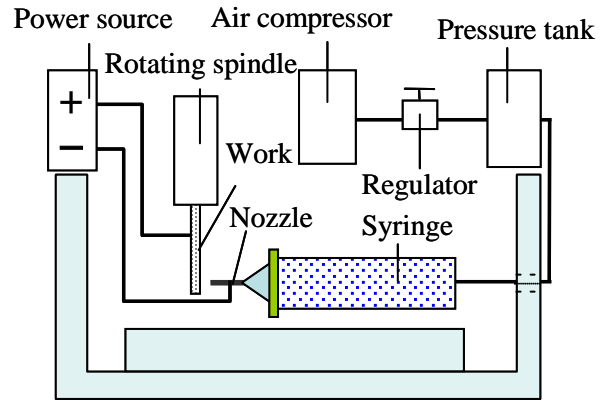 Power source
Air compressor
Pressure tank
Rotating spindle
+
−
Work
Regulator
Nozzle
Syringe